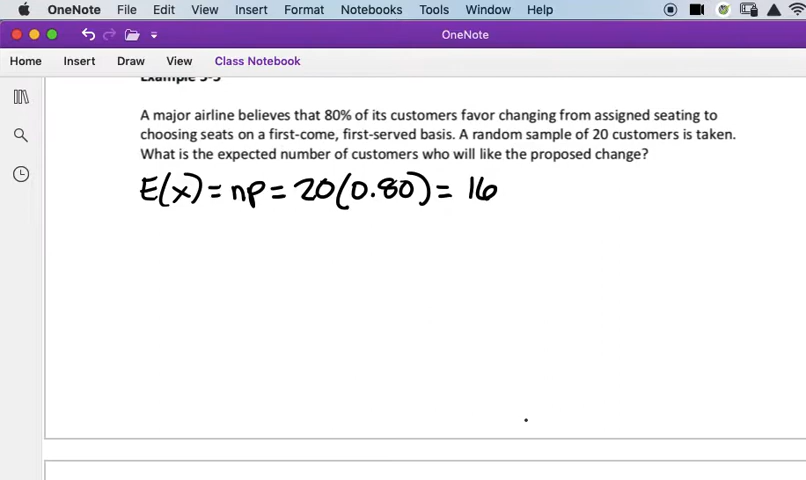 OneNote File Edit View Insert Format Notebooks Tools Window Help
OneNote
Home Insert Draw View Class Notebook
A major airline believes that 80% of its customers favor changing from assigned seating to
choosing seats on a first-come, first-served basis. A random sample of 20 customers is taken.
What is the expected number of customers who will like the proposed change?
E(x) = np = 20(0.80) = 16